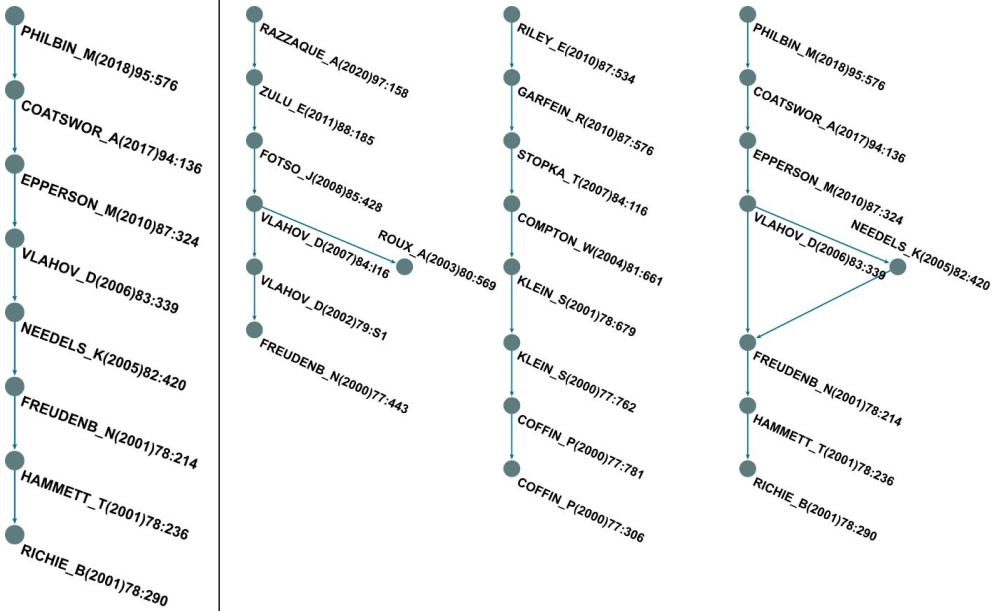 PHILBIN_M(2018)95:576
COATSWOR_A(2017)94:136
EPPERSON_M(2010)87:324
VLAHOV_D(2006)83:339
NEEDELS_K(2005)82:420
FREUDENB_N(2001)78:214
HAMMETT_T(2001)78:236
RICHIE_B(2001)78:290
RAZZAQUE_A(2020)97:158
ZULU_E(2011)88:185
FOTSO_J(2008)85:428
VLAHOV_D(2007)84:I16
ROUX_A(2003)80:569
VLAHOV_D(2002)79:S1
FREUDENB_N(2000)77:443
RILEY_E(2010)87:534
GARFEIN_R(2010)87:576
STOPKA_T(2007)84:116
COMPTON_W(2004)81:661
KLEIN_S(2001)78:679
KLEIN_S(2000)77:762
COFFIN_P(2000)77:781
COFFIN_P(2000)77:306
PHILBIN_M(2018)95:576
COATSWOR_A(2017)94:136
EPPERSON_M(2010)87:324
VLAHOV_D(2006)83:339
NEEDELS_K(2005)82:420
FREUDENB_N(2001)78:214
HAMMETT_T(2001)78:236
RICHIE_B(2001)78:290